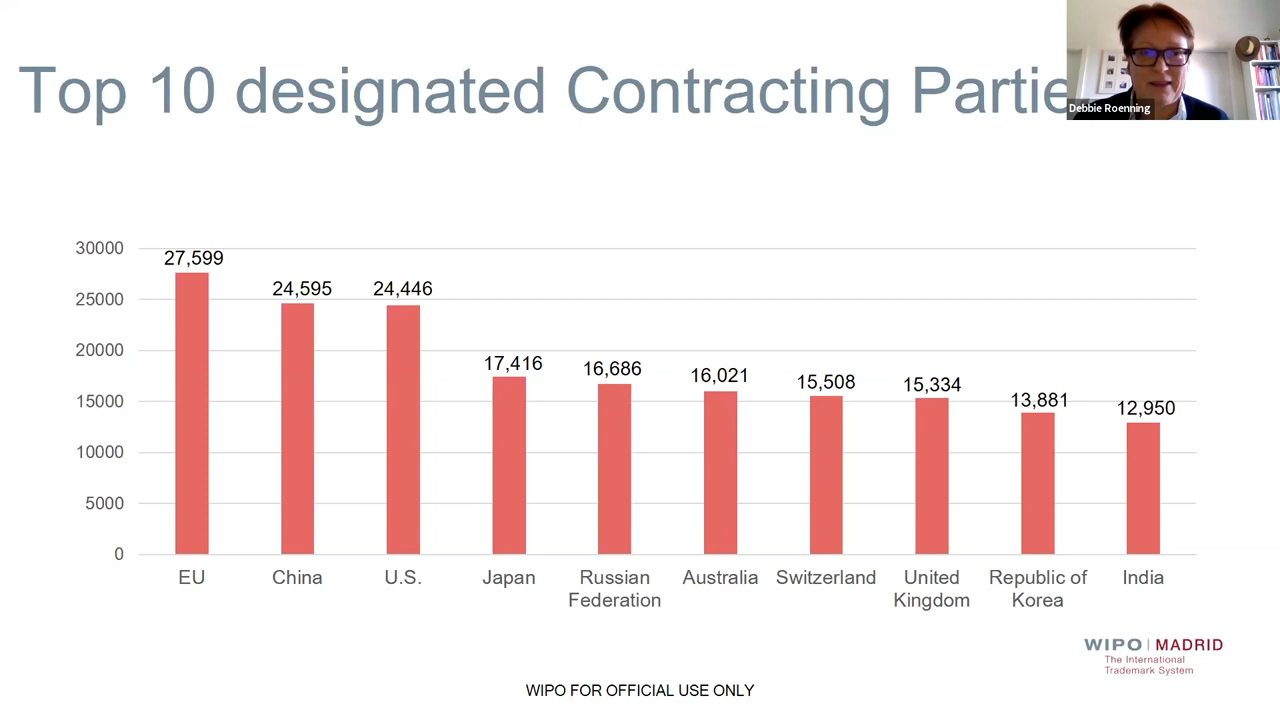 Top 10 designated Contracting Partie
Debbie Roenning
30000
25000
20000
15000
10000
5000
0
27,599
24,595
24,446
17,416
16,686
16,021
15,508
15,334
13,881
12,950
EU
China
U.S.
Japan
Russian
Federation
Australia
Switzerland
United
Kingdom
Republic of
Korea
India
WIPO | MADRID
The International
Trademark System
WIPO FOR OFFICIAL USE ONLY